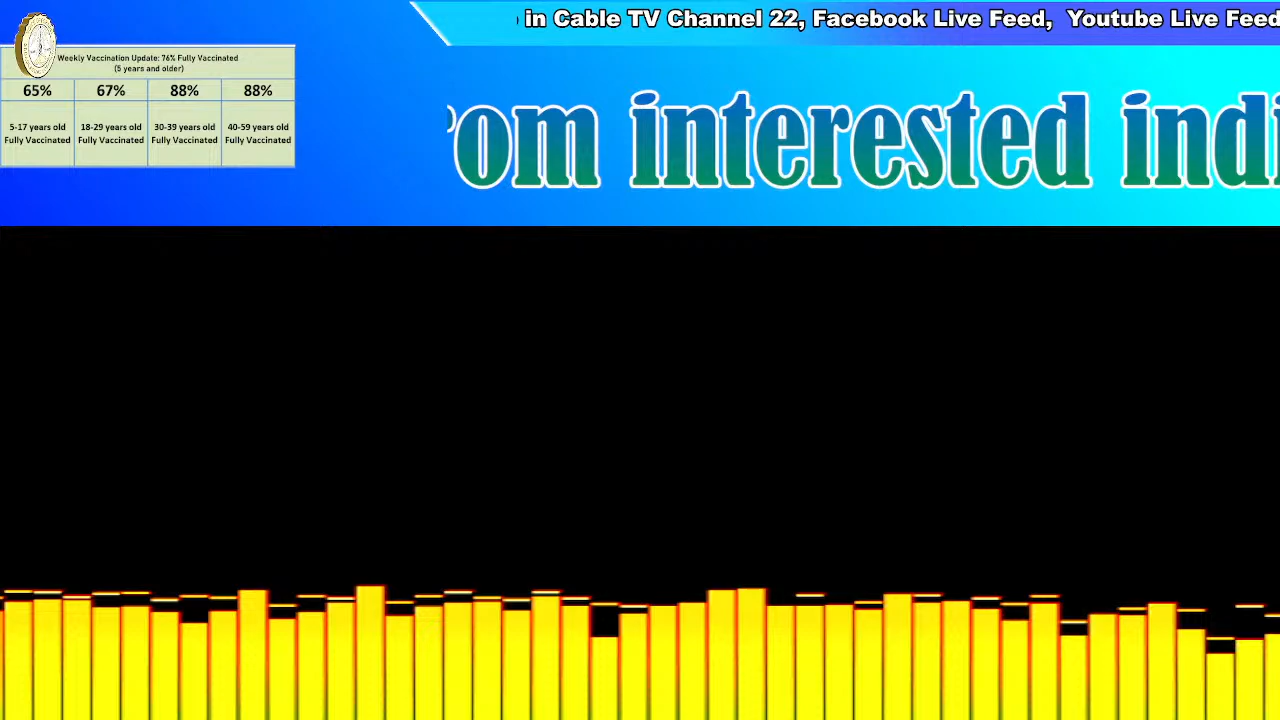 in Cable TV Channel 22, Facebook Live Feed, Youtube Live Feed
Weekly Vaccination Update: 76% Fully Vaccinated
(5 years and older)
65% 67% 88% 88%
5-17 years old 18-29 years old 30-39 years old 40-59 years old
Fully Vaccinated Fully Vaccinated Fully Vaccinated Fully Vaccinated
om interested indi